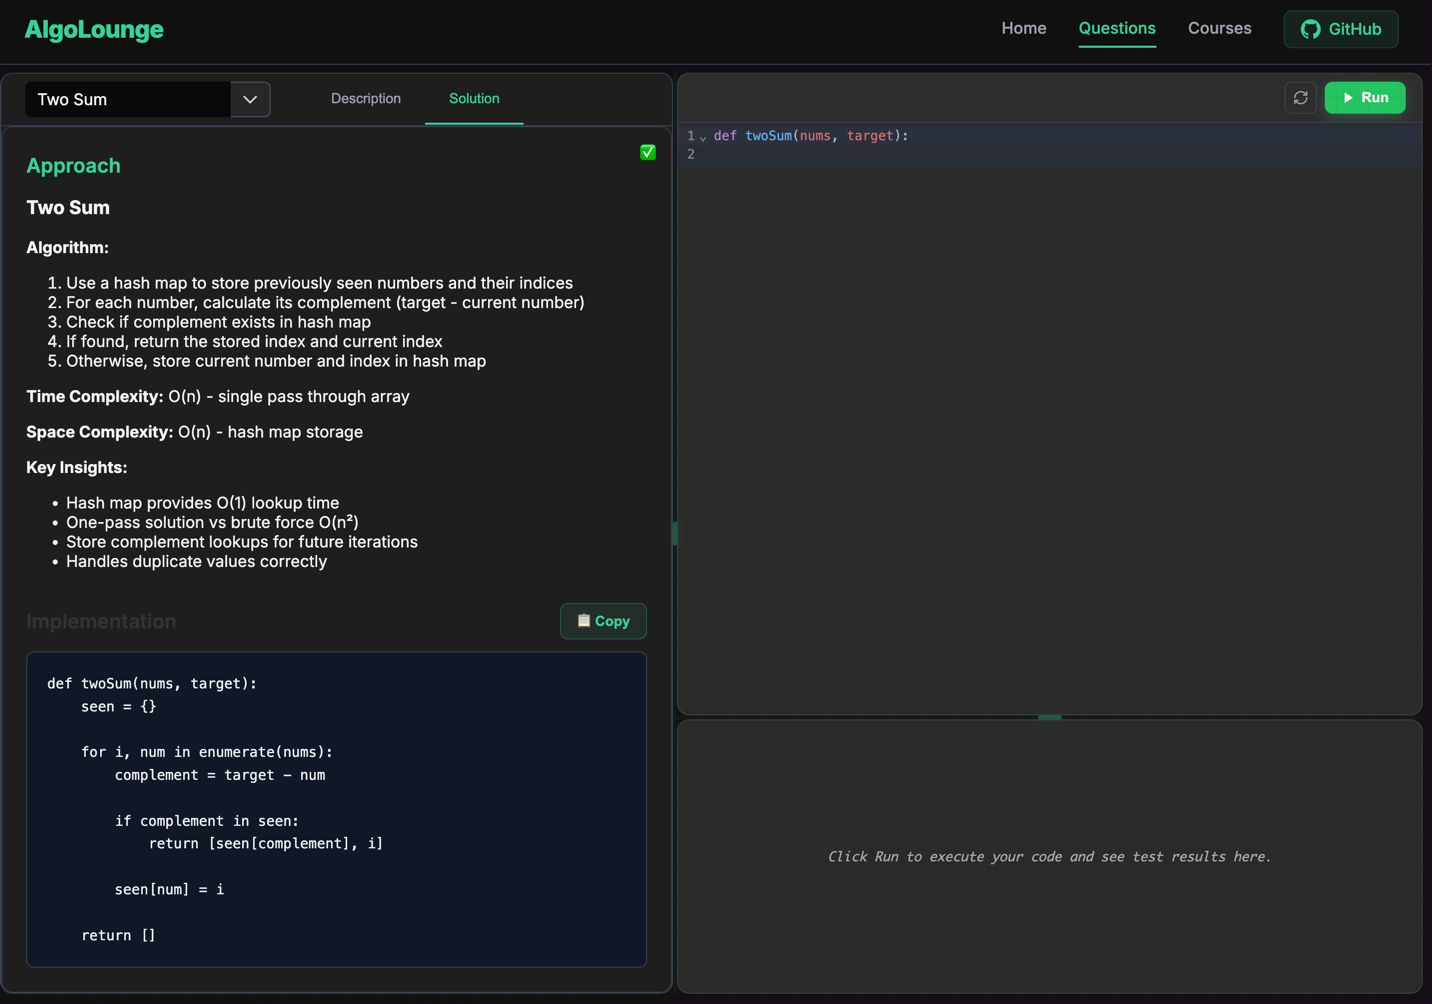 AlgoLounge
Home
Questions
Courses
GitHub
Two Sum
Description
Solution
Run
Approach
Two Sum
Algorithm:
1. Use a hash map to store previously seen numbers and their indices
2. For each number, calculate its complement (target - current number)
3. Check if complement exists in hash map
4. If found, return the stored index and current index
5. Otherwise, store current number and index in hash map
Time Complexity: O(n) - single pass through array
Space Complexity: O(n) - hash map storage
Key Insights:
• Hash map provides O(1) lookup time
• One-pass solution vs brute force O(n²)
• Store complement lookups for future iterations
• Handles duplicate values correctly
Implementation
Copy
def twoSum(nums, target):
    seen = {}
    for i, num in enumerate(nums):
        complement = target - num
        if complement in seen:
            return [seen[complement], i]
        seen[num] = i
    return []
1 def twoSum(nums, target):
2
Click Run to execute your code and see test results here.